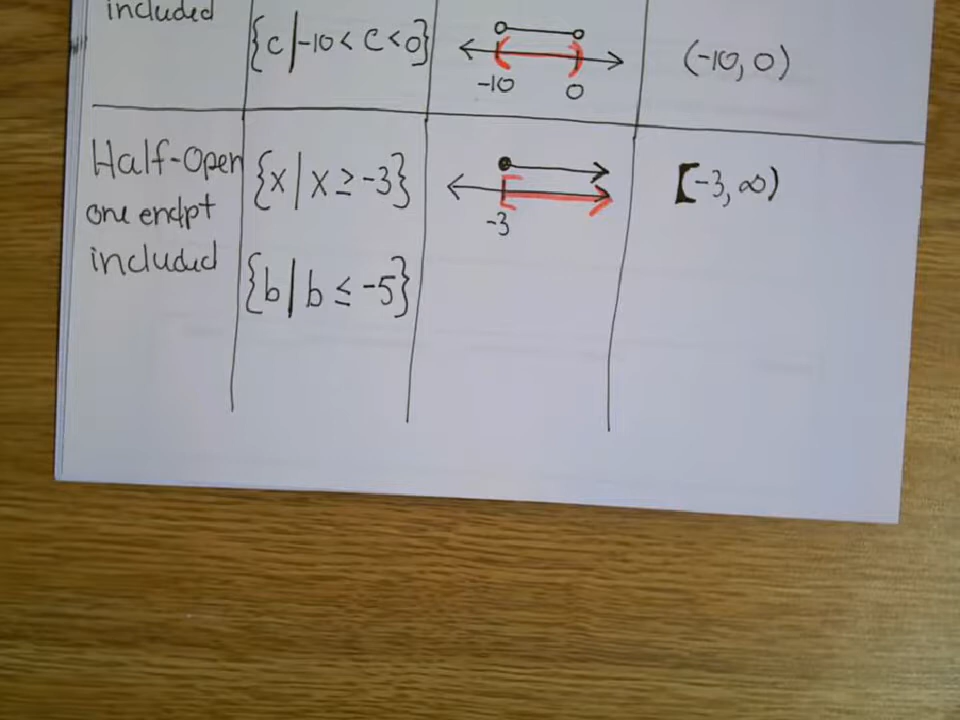 included
{c | -10 < c < 0}
-10 0
(-10, 0)
Half-Open
one endpt
included
{x | x ≥ -3}
-3
[-3, ∞)
{b | b ≤ -5}